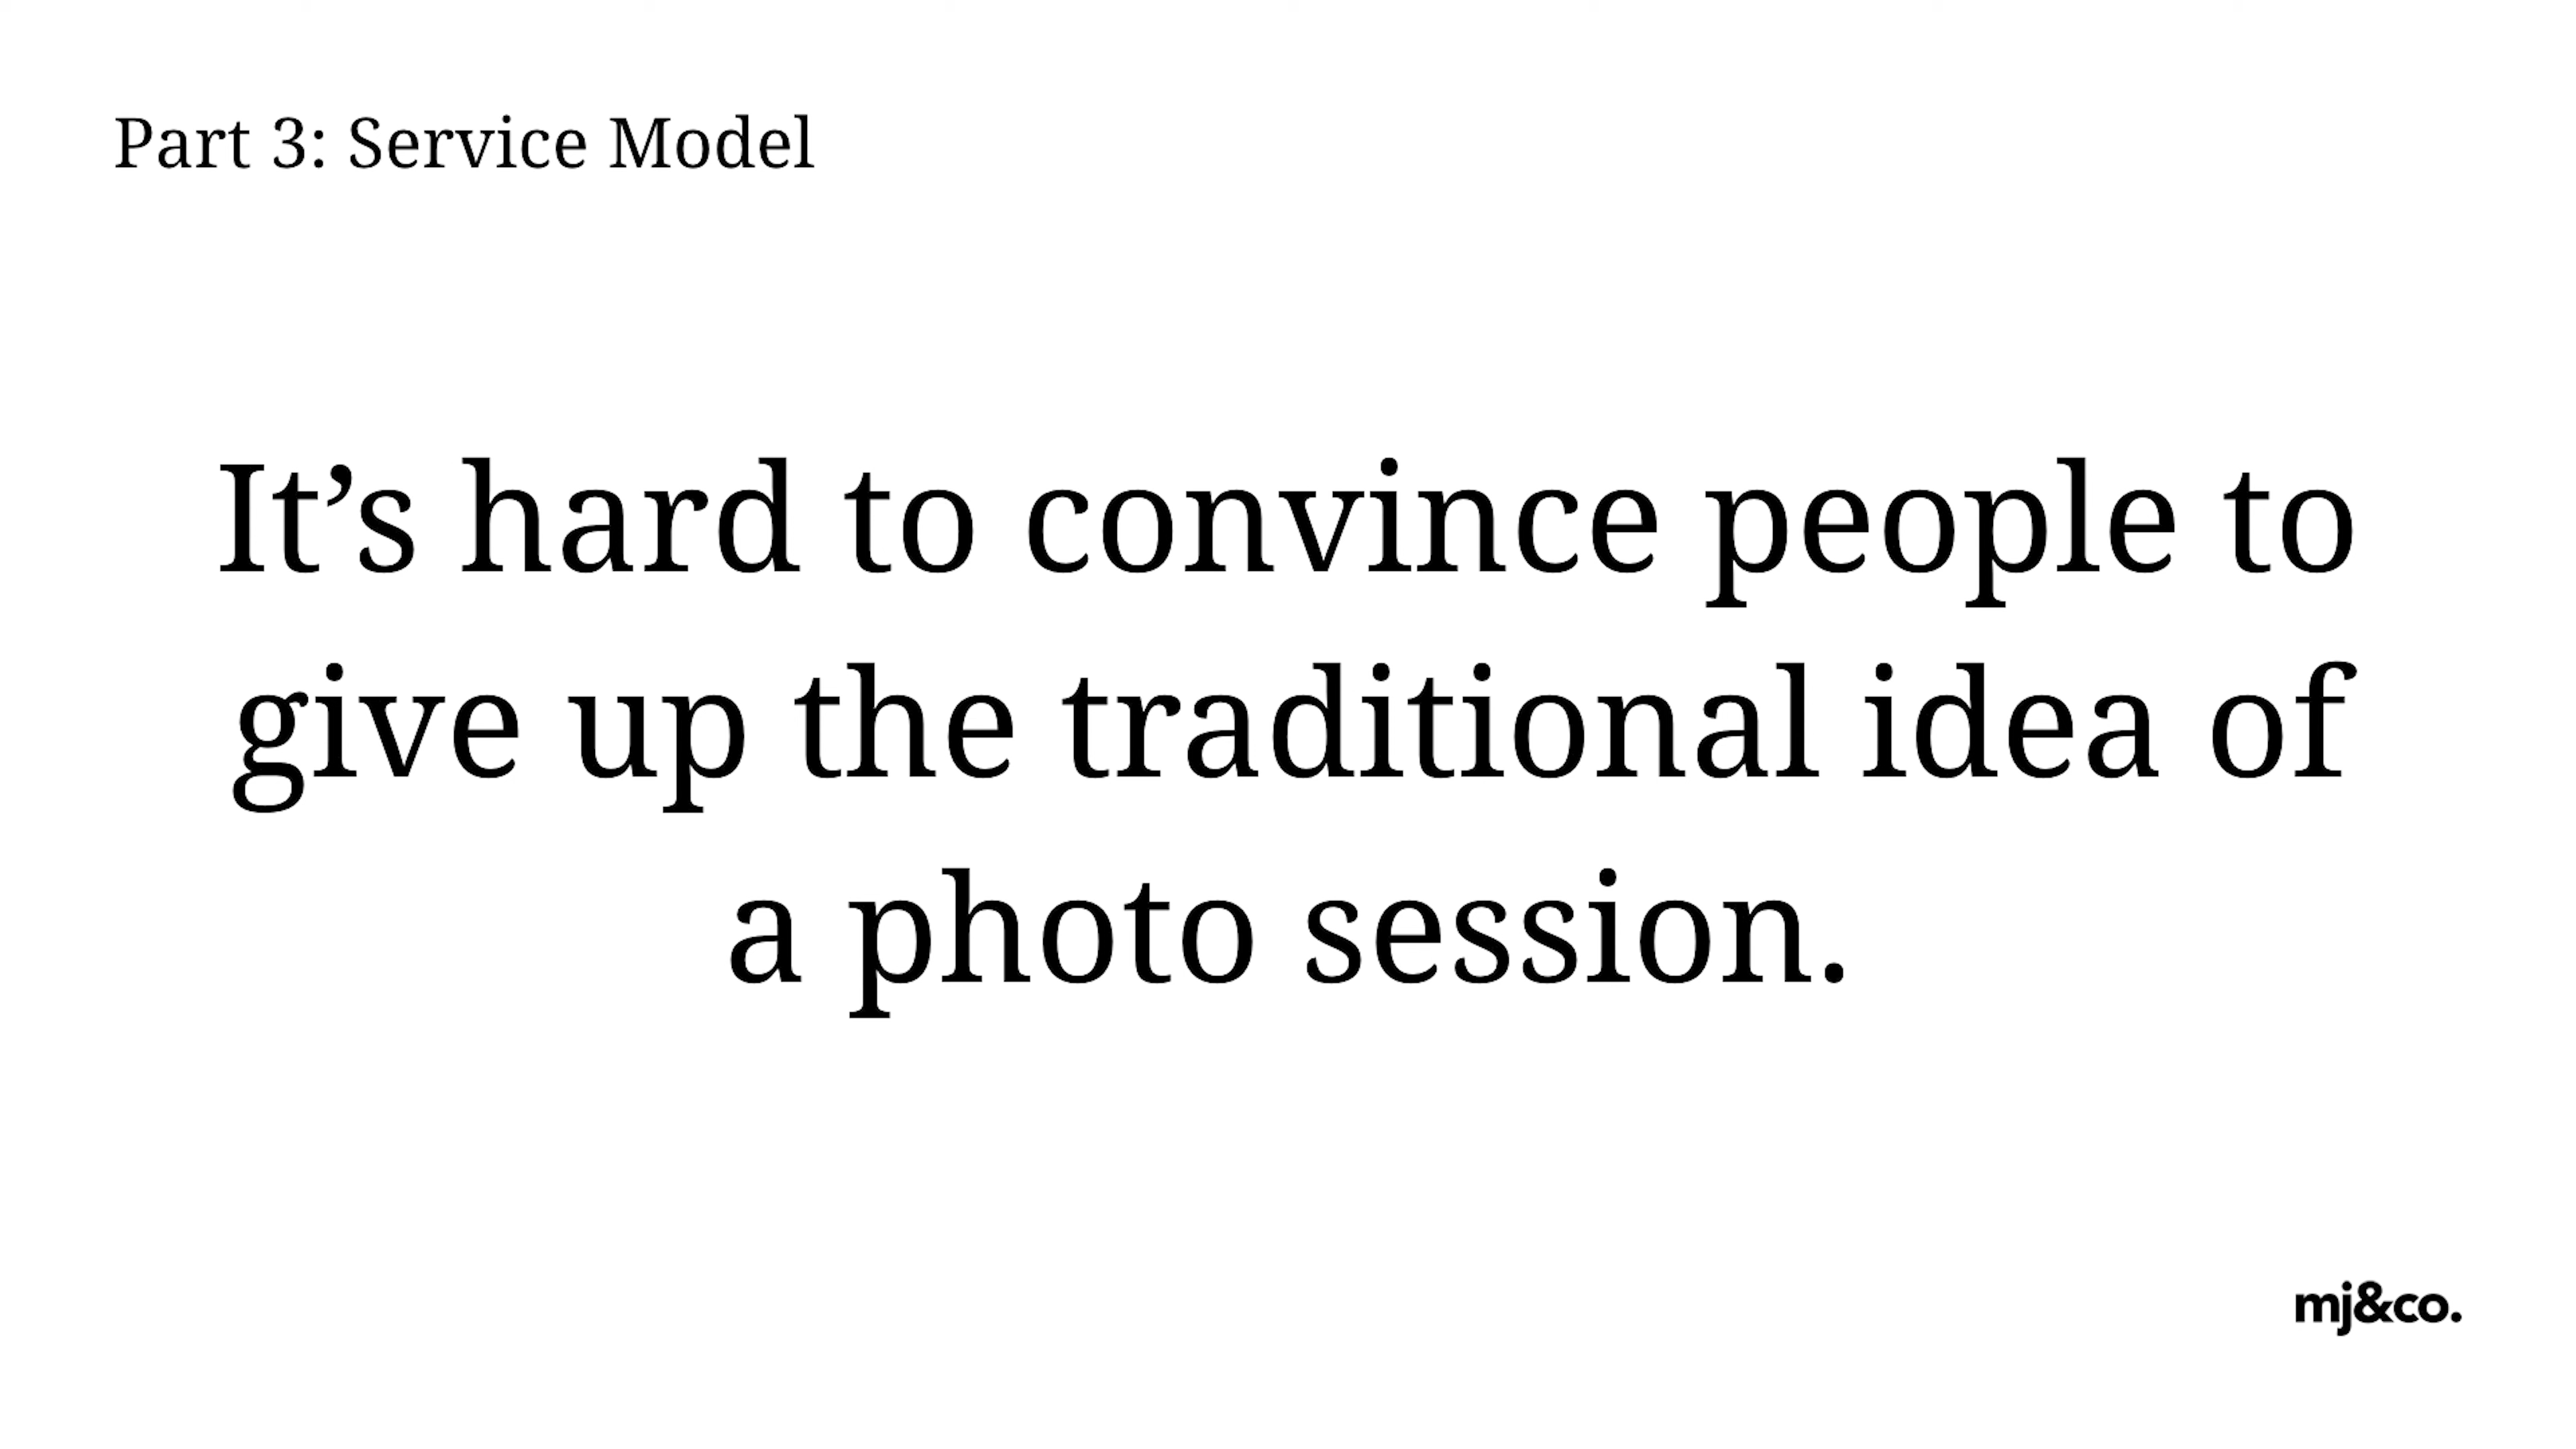 Part 3: Service Model
It’s hard to convince people to
give up the traditional idea of
a photo session.
mj&co.